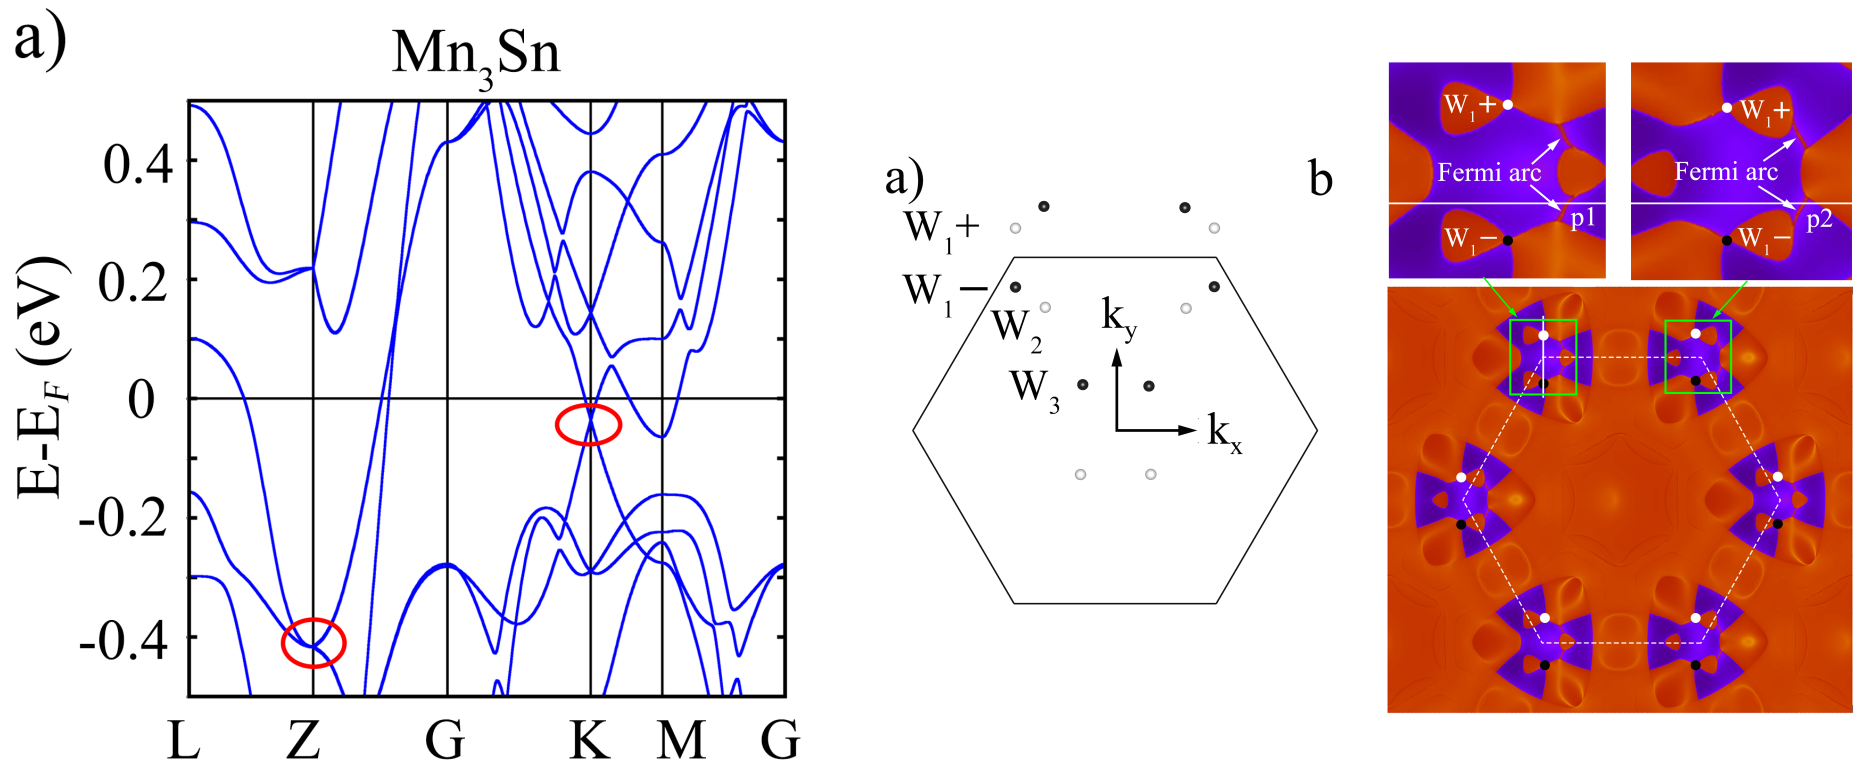 a)
Mn3Sn
E-EF (eV)
0.4
0.2
0
-0.2
-0.4
L Z G K M G
a)
W1+
W1−
W2
W3
ky
kx
b
W1+
Fermi arc
p1
W1−
W1+
Fermi arc
p2
W1−